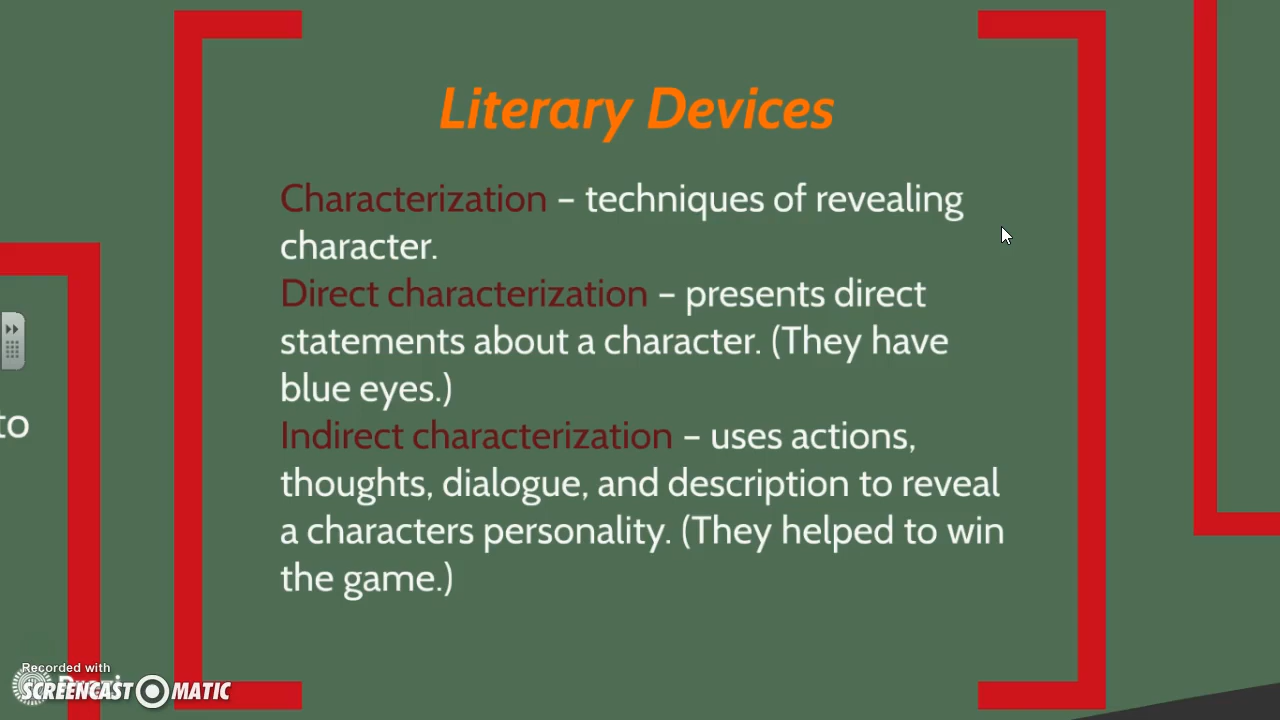 Literary Devices
Characterization – techniques of revealing
character.
Direct characterization – presents direct
statements about a character. (They have
blue eyes.)
Indirect characterization – uses actions,
thoughts, dialogue, and description to reveal
a characters personality. (They helped to win
the game.)
to
Recorded with
SCREENCAST MATIC